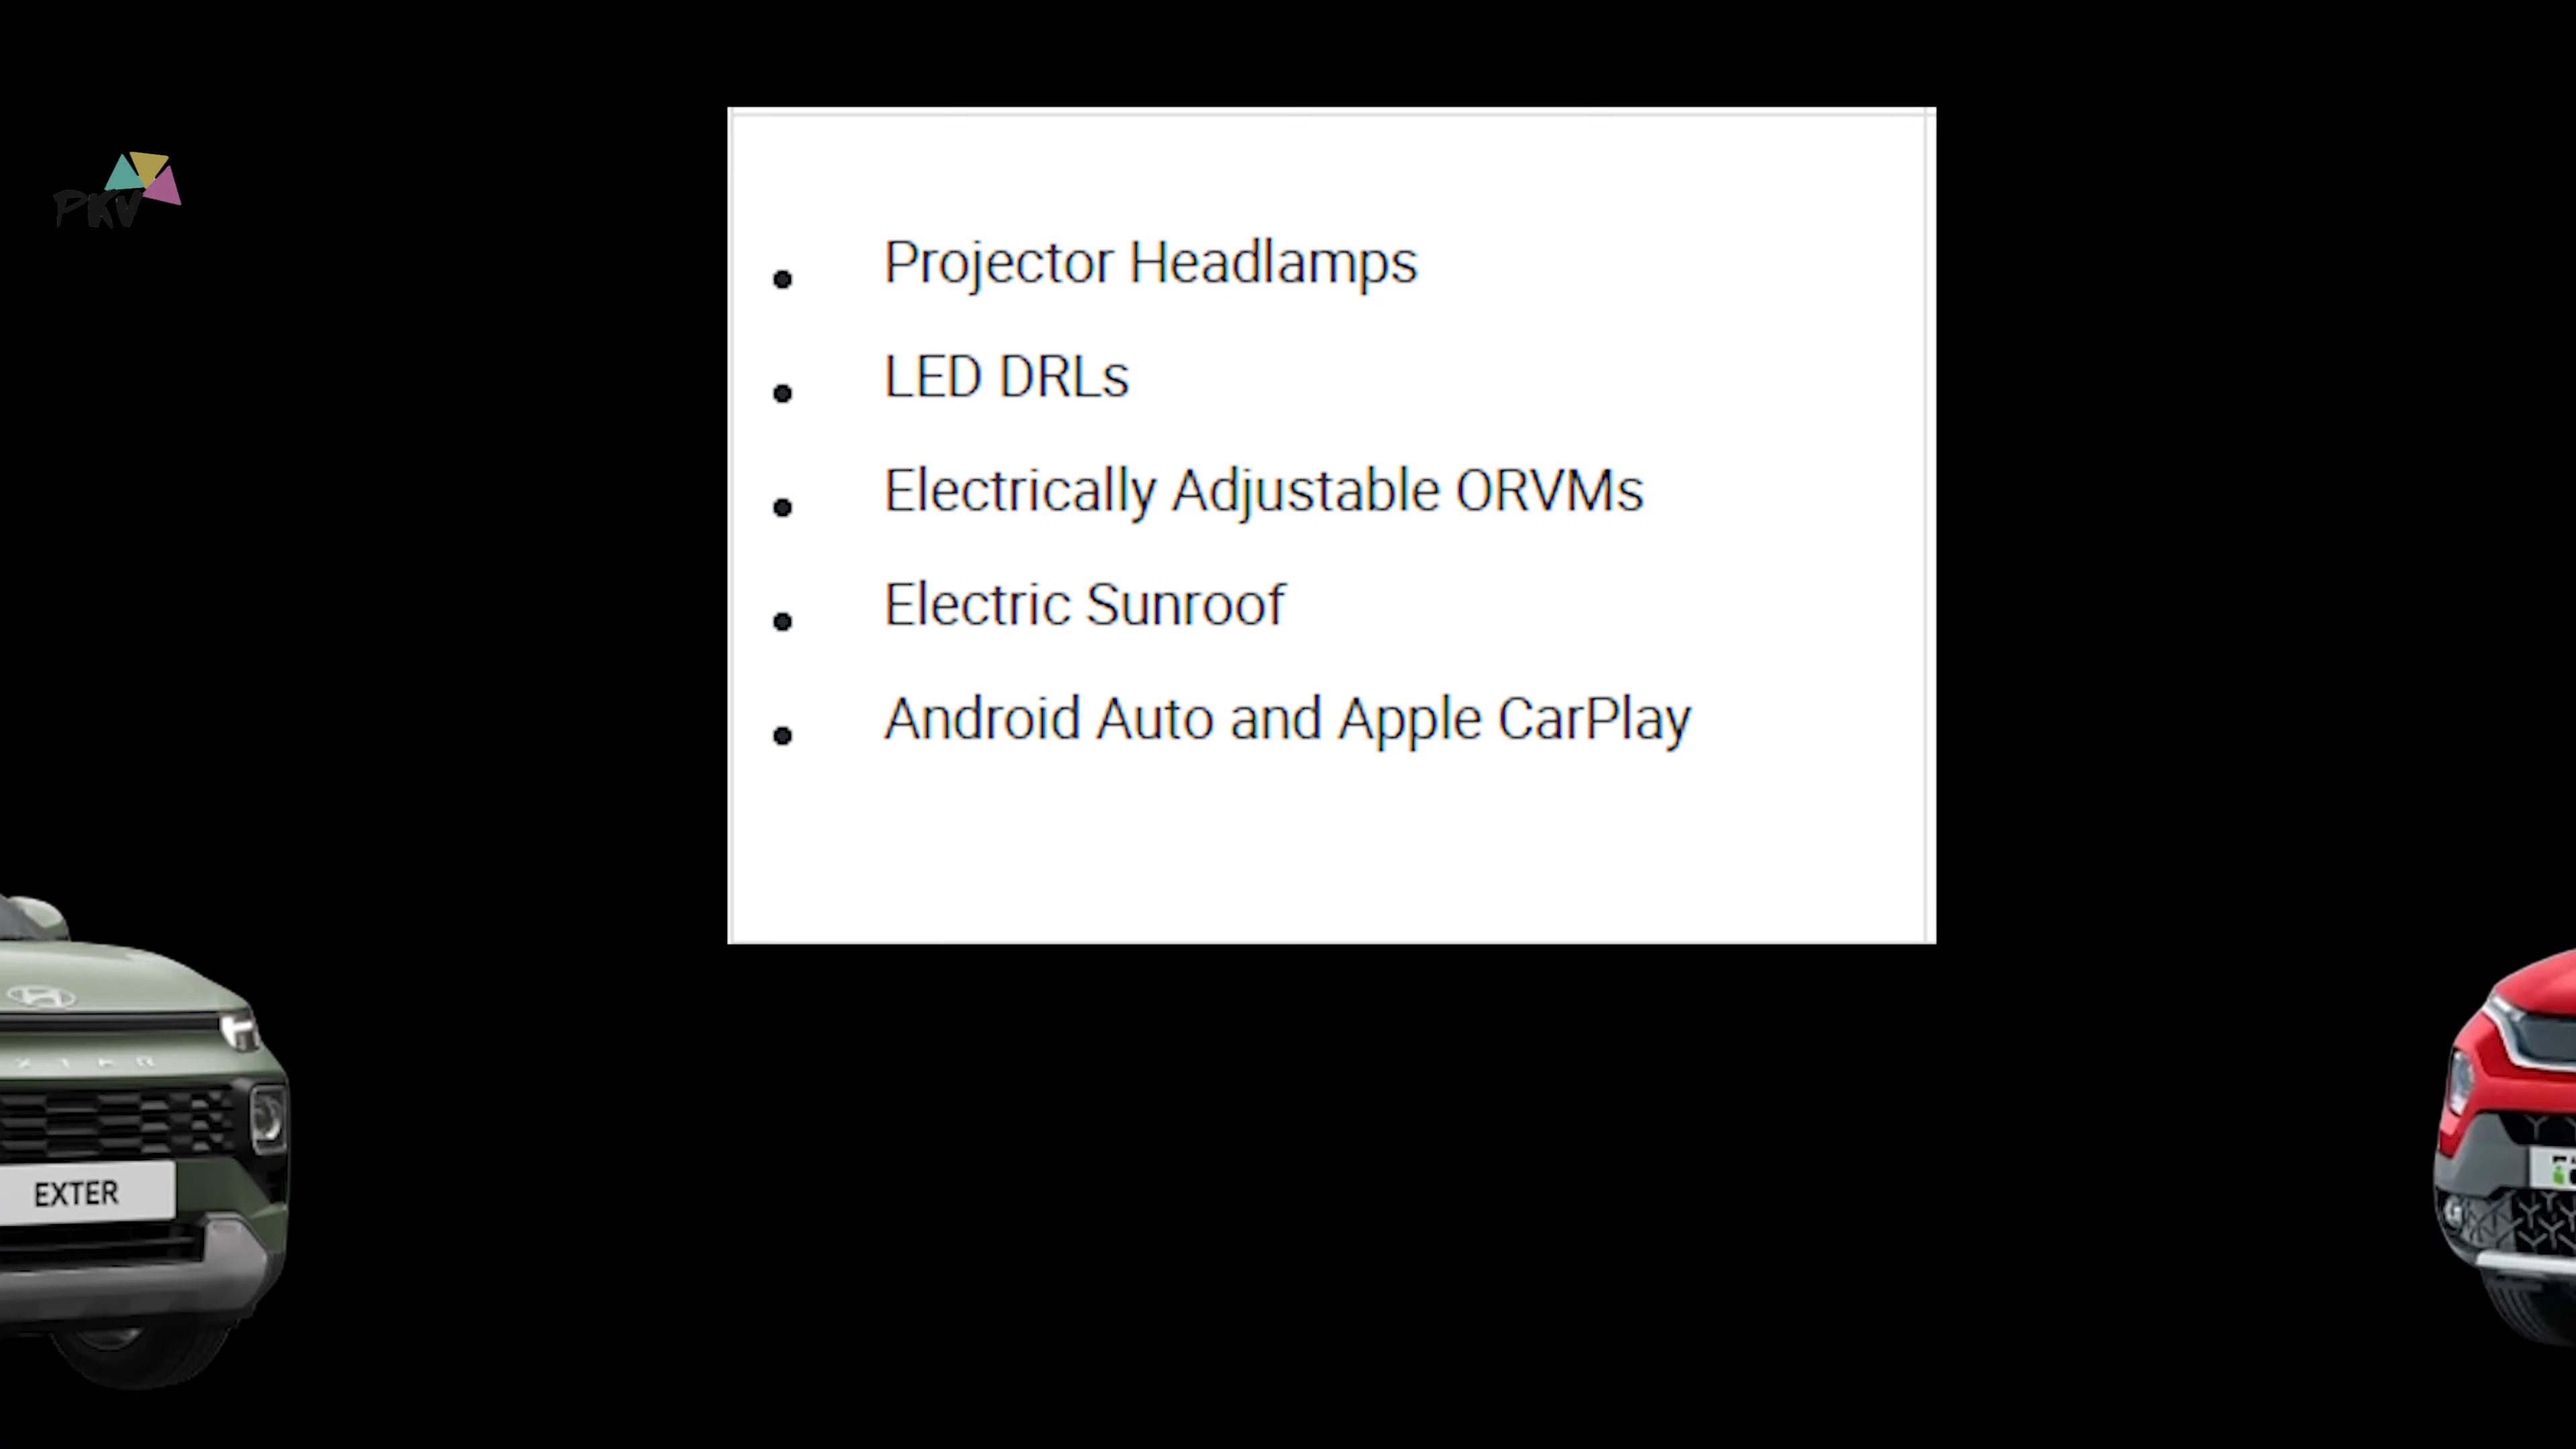 PKV
Projector Headlamps
LED DRLs
Electrically Adjustable ORVMs
Electric Sunroof
Android Auto and Apple CarPlay
EXTER